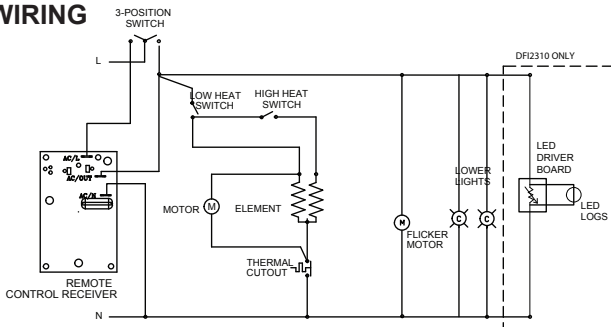 WIRING
3-POSITION
SWITCH
L
DFI2310 ONLY
LOW HEAT
SWITCH
HIGH HEAT
SWITCH
AC/L
AC/OUT
AC/N
MOTOR
M
ELEMENT
M
FLICKER
MOTOR
LOWER
LIGHTS
C
C
LED
DRIVER
BOARD
LED
LOGS
THERMAL
CUTOUT
REMOTE
CONTROL RECEIVER
N